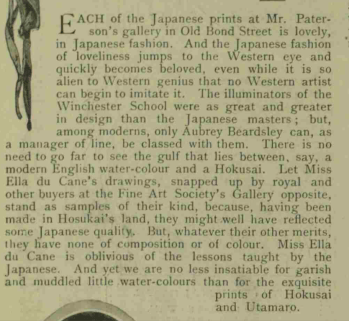 EACH of the Japanese prints at Mr. Pater-
son's gallery in Old Bond Street is lovely,
in Japanese fashion. And the Japanese fashion
of loveliness jumps to the Western eye and
quickly becomes beloved, even while it is so
alien to Western genius that no Western artist
can begin to imitate it. The illuminators of the
Winchester School were as great and greater
in design than the Japanese masters; but,
among moderns, only Aubrey Beardsley can, as
a manager of line, be classed with them. There is no
need to go far to see the gulf that lies between, say, a
modern English water-colour and a Hokusai. Let Miss
Ella du Cane's drawings, snapped up by royal and
other buyers at the Fine Art Society's Gallery opposite,
stand as samples of their kind, because, having been
made in Hosukai's land, they might well have reflected
some Japanese quality. But, whatever their other merits,
they have none of composition or of colour. Miss Ella
du Cane is oblivious of the lessons taught by the
Japanese. And yet we are no less insatiable for garish
and muddled little water-colours than for the exquisite
prints of Hokusai
and Utamaro.